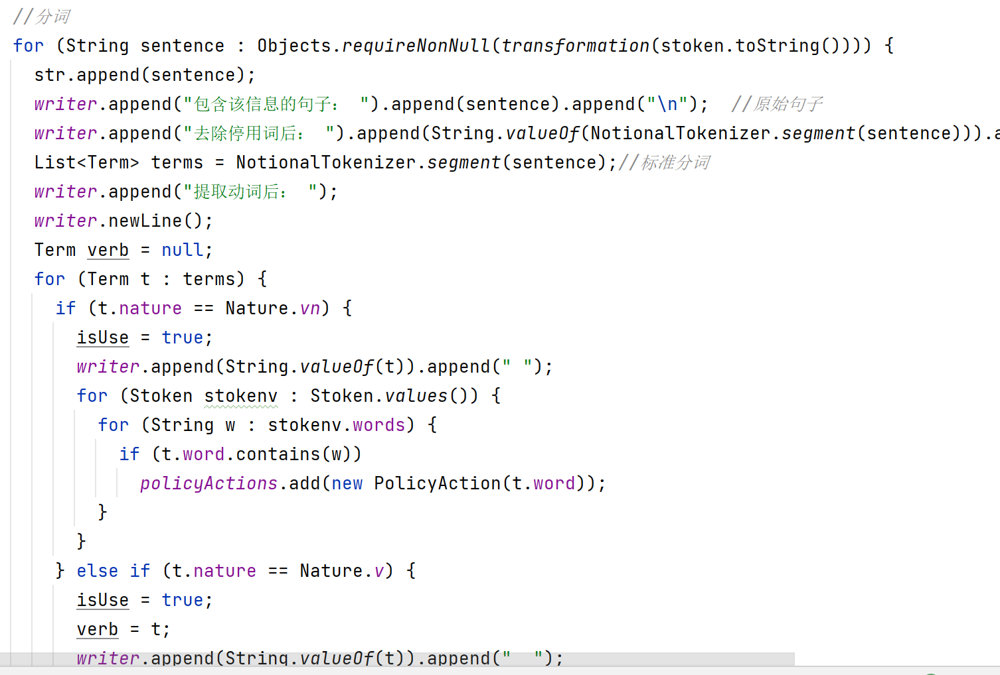 //分词
for (String sentence : Objects.requireNonNull(transformation(stoken.toString()))) {
str.append(sentence);
writer.append("包含该信息的句子： ").append(sentence).append("\n");  //原始句子
writer.append("去除停用词后： ").append(String.valueOf(NotionalTokenizer.segment(sentence))).a
List<Term> terms = NotionalTokenizer.segment(sentence);//标准分词
writer.append("提取动词后： ");
writer.newLine();
Term verb = null;
for (Term t : terms) {
if (t.nature == Nature.vn) {
isUse = true;
writer.append(String.valueOf(t)).append(" ");
for (Stoken stokenv : Stoken.values()) {
for (String w : stokenv.words) {
if (t.word.contains(w))
policyActions.add(new PolicyAction(t.word));
}
}
} else if (t.nature == Nature.v) {
isUse = true;
verb = t;
writer.append(String.valueOf(t)).append("  ");